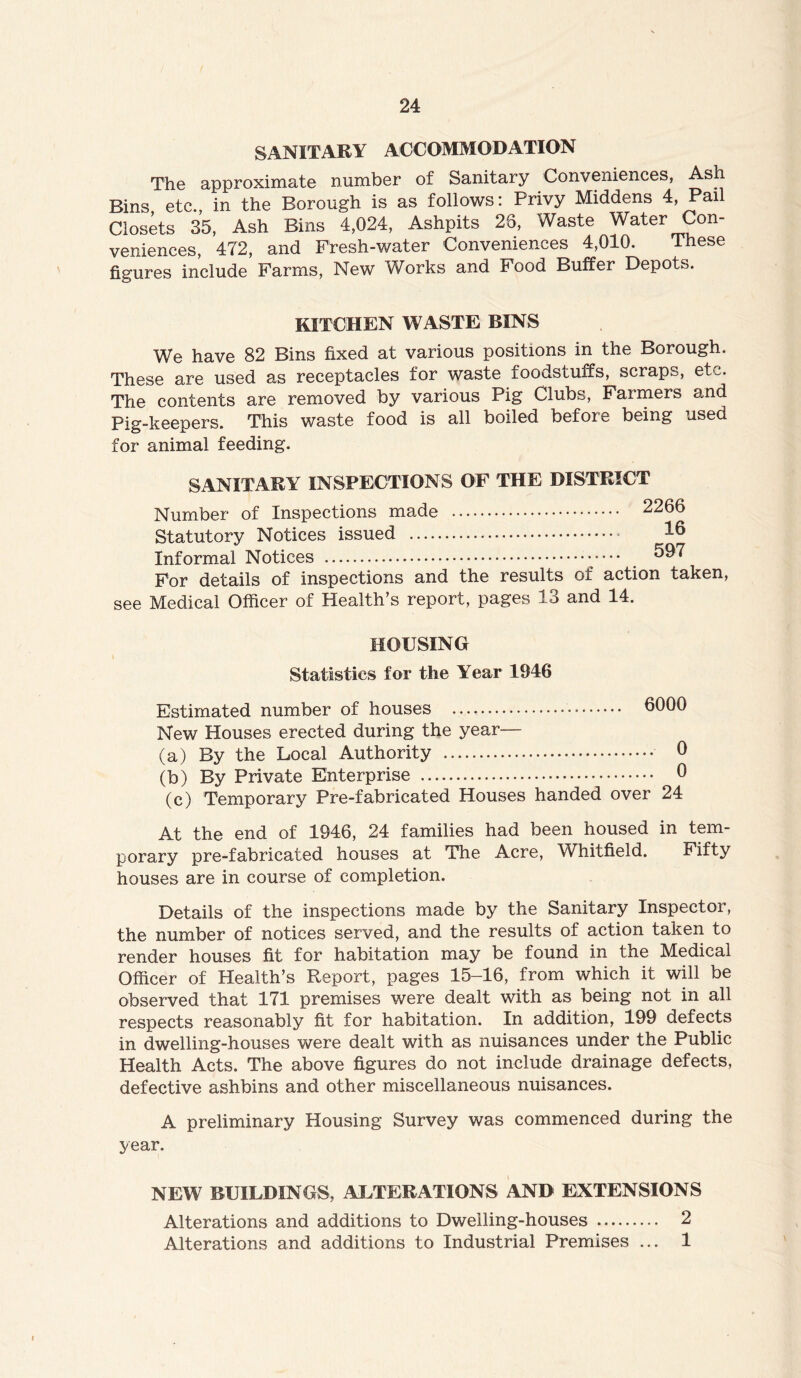 24
SANITARY ACCOMMODATION
The approximate number of Sanitary Conveniences, Ash
Bins, etc., in the Borough is as follows: Privy Middens 4, Pail
Closets 35, Ash Bins 4,024, Ashpits 26, Waste Water Con-
veniences, 472, and Fresh-water Conveniences 4,010. These
figures include Farms, New Works and Food Buffer Depots.
KITCHEN WASTE BINS
We have 82 Bins fixed at various positions in the Borough.
These are used as receptacles for waste foodstuffs, scraps, etc.
The contents are removed by various Pig Clubs, Farmers and
Pig-keepers. This waste food is all boiled before being used
for animal feeding.
SANITARY INSPECTIONS OF THE DISTRICT
Number of Inspections made ........................ 2266
Statutory Notices issued ............................ 16
Informal Notices ........................................ 597
For details of inspections and the results of action taken,
see Medical Officer of Health's report, pages 13 and 14.
HOUSING
Statistics for the Year 1946
Estimated number of houses ........................ 6000
New Houses erected during the year—
(a) By the Local Authority .............................. 0
(b) By Private Enterprise ................................ 0
(c) Temporary Pre-fabricated Houses handed over 24
At the end of 1946, 24 families had been housed in tem-
porary pre-fabricated houses at The Acre, Whitfield. Fifty
houses are in course of completion.
Details of the inspections made by the Sanitary Inspector,
the number of notices served, and the results of action taken to
render houses fit for habitation may be found in the Medical
Officer of Health's Report, pages 15–16, from which it will be
observed that 171 premises were dealt with as being not in all
respects reasonably fit for habitation. In addition, 199 defects
in dwelling-houses were dealt with as nuisances under the Public
Health Acts. The above figures do not include drainage defects,
defective ashbins and other miscellaneous nuisances.
A preliminary Housing Survey was commenced during the
year.
NEW BUILDINGS, ALTERATIONS AND EXTENSIONS
Alterations and additions to Dwelling-houses ......... 2
Alterations and additions to Industrial Premises ... 1